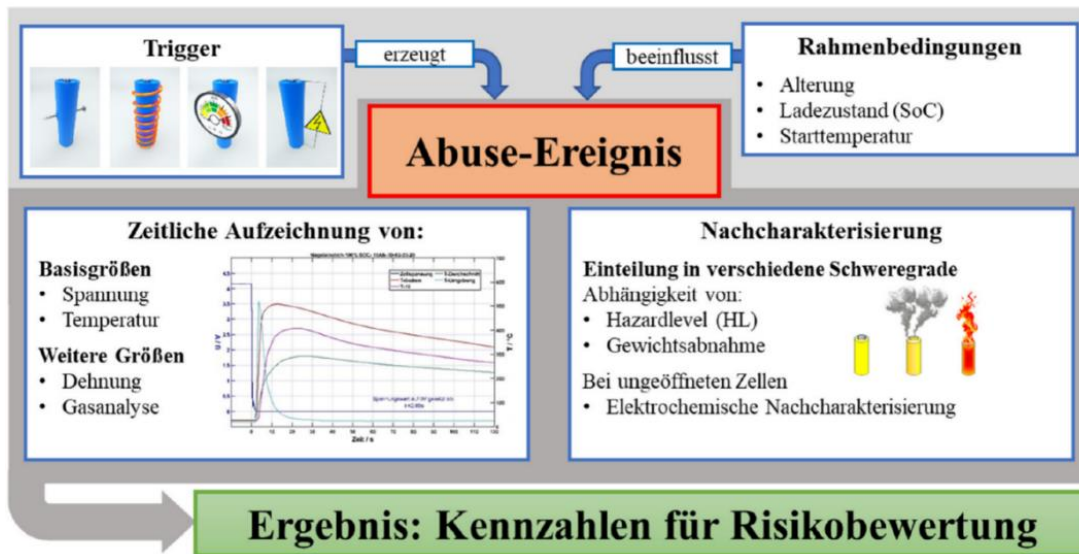 Trigger
erzeugt
beeinflusst
Rahmenbedingungen
• Alterung
• Ladezustand (SoC)
• Starttemperatur
Abuse-Ereignis
Zeitliche Aufzeichnung von:
Basisgrößen
• Spannung
• Temperatur
Weitere Größen
• Dehnung
• Gasanalyse
Zeit / s
Nachcharakterisierung
Einteilung in verschiedene Schweregrade
Abhängigkeit von:
• Hazardlevel (HL)
• Gewichtsabnahme
Bei ungeöffneten Zellen
• Elektrochemische Nachcharakterisierung
Ergebnis: Kennzahlen für Risikobewertung